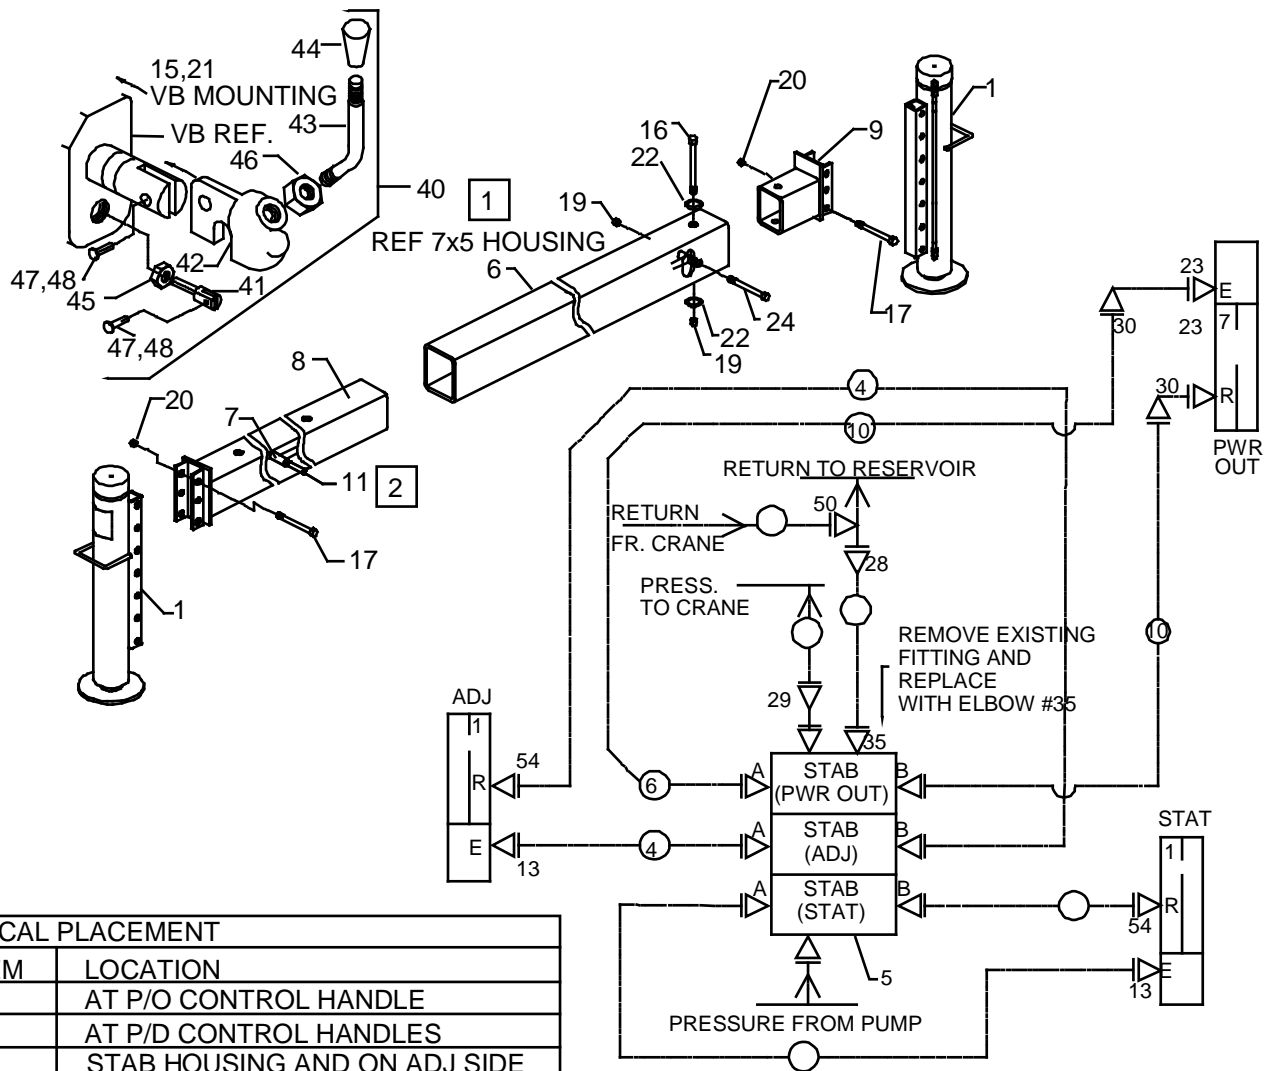 44
15,21
VB MOUNTING
43
VB REF.
46
40
42
47,48
45
41
47,48
1
REF 7x5 HOUSING
6
19
16
22
24
22
19
20
9
1
17
8
20
7
11
2
17
1
23
E
30
23
7
30
R
PWR
OUT
4
10
RETURN TO RESERVOIR
50
RETURN
FR. CRANE
28
PRESS.
TO CRANE
10
REMOVE EXISTING
FITTING AND
REPLACE
WITH ELBOW #35
29
35
ADJ
1
54
R
E
13
6
4
A
STAB
(PWR OUT)
B
A
STAB
(ADJ)
B
A
STAB
(STAT)
B
5
PRESSURE FROM PUMP
STAT
1
R
54
E
13
CAL PLACEMENT
EM LOCATION
AT P/O CONTROL HANDLE
AT P/D CONTROL HANDLES
STAB HOUSING AND ON ADJ SIDE